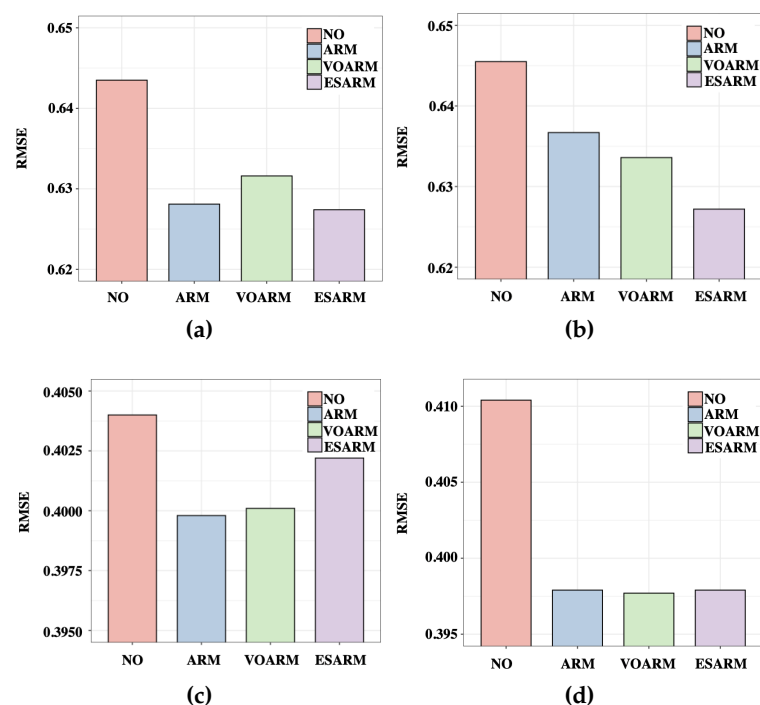 0.65
0.64
0.63
0.62
RMSE
NO
ARM
VOARM
ESARM
NO
ARM
VOARM
ESARM
(a)
0.65
0.64
0.63
0.62
RMSE
NO
ARM
VOARM
ESARM
NO
ARM
VOARM
ESARM
(b)
0.4050
0.4025
0.4000
0.3975
0.3950
RMSE
NO
ARM
VOARM
ESARM
NO
ARM
VOARM
ESARM
(c)
0.410
0.405
0.400
0.395
RMSE
NO
ARM
VOARM
ESARM
NO
ARM
VOARM
ESARM
(d)